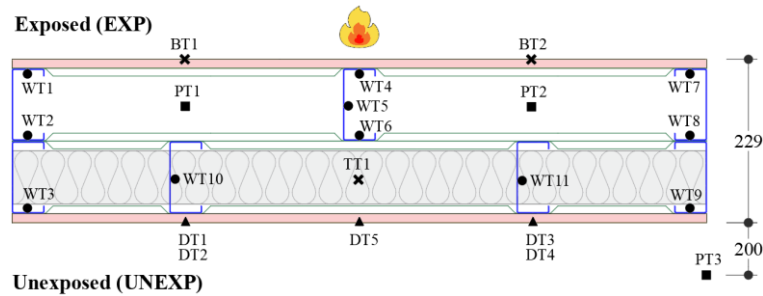 Exposed (EXP)
BT1
BT2
WT1
WT4
WT7
PT1
WT5
PT2
WT2
WT6
WT8
229
TT1
WT10
WT11
WT3
WT9
DT1
DT5
DT3
DT2
DT4
200
PT3
Unexposed (UNEXP)